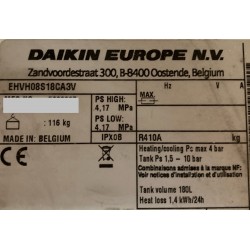 DAIKIN EUROPE N.V.
Zandvoordestraat 300, B-8400 Oostende, Belgium
EHVH08S18CA3V
Hz V A
PS HIGH: 4,17 MPa
MAX.
: 116 kg
PS LOW: 4,17 MPa
MADE IN: BELGIUM
IPX0B
R410A kg
Heating/cooling Pc max 4 bar
Tank Ps 1,5 - 10 bar
Tank volume 180L
Heat loss 1,4 kWh/24h